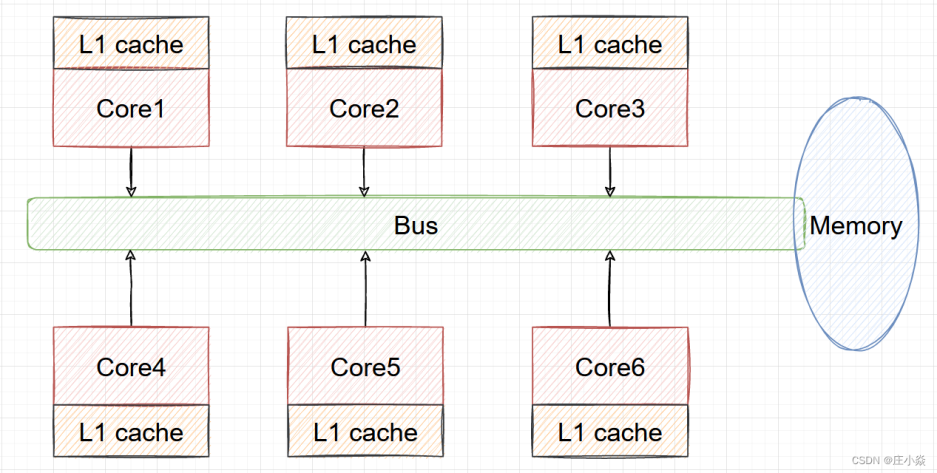 L1 cache
L1 cache
L1 cache
Core1
Core2
Core3
Bus
Memory
Core4
Core5
Core6
L1 cache
L1 cache
L1 cache
CSDN @庄小焱